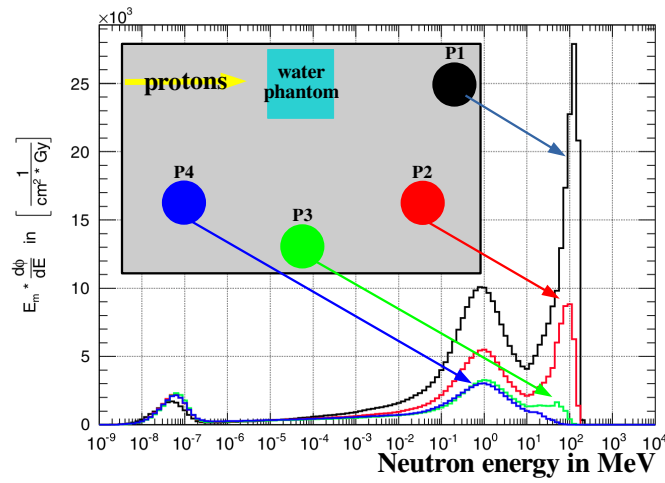 ×10³
25
20
15
10
5
0
E_m * dϕ/dE in [1/(cm² * Gy)]
protons
water
phantom
P1
P2
P3
P4
10⁻⁹ 10⁻⁸ 10⁻⁷ 10⁻⁶ 10⁻⁵ 10⁻⁴ 10⁻³ 10⁻² 10⁻¹ 10⁰ 10¹ 10² 10³ 10⁴
Neutron energy in MeV